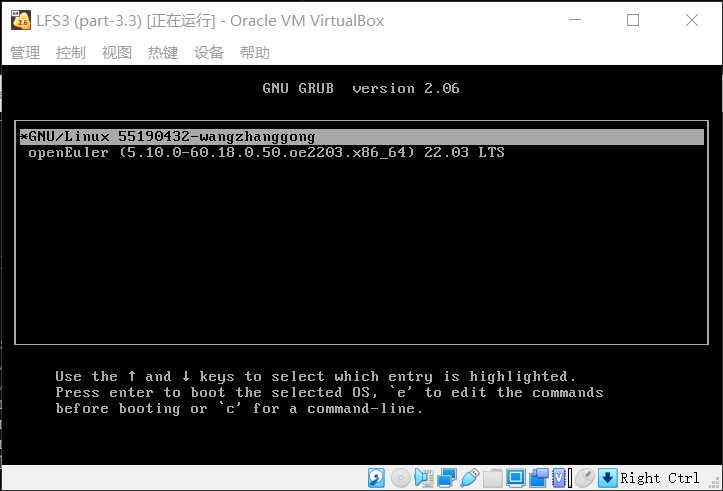 LFS3 (part-3.3) [正在运行] - Oracle VM VirtualBox
管理 控制 视图 热键 设备 帮助
GNU GRUB version 2.06
*GNU/Linux 55190432-wangzhanggong
openEuler (5.10.0-60.18.0.50.oe2203.x86_64) 22.03 LTS
Use the ↑ and ↓ keys to select which entry is highlighted.
Press enter to boot the selected OS, `e' to edit the commands
before booting or `c' for a command-line.
Right Ctrl